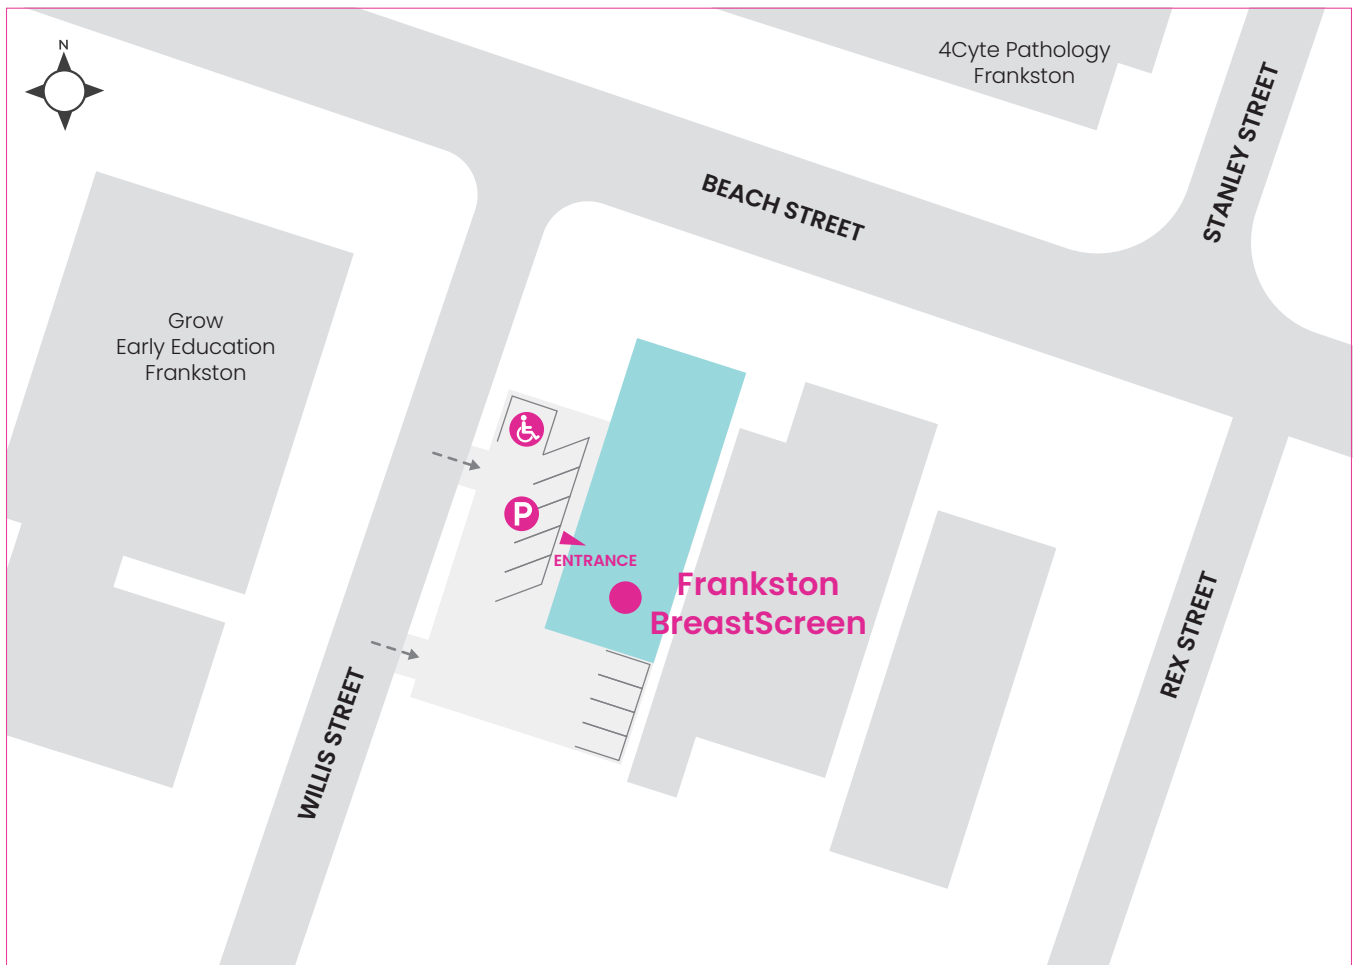 N
4Cyte Pathology
Frankston
STANLEY STREET
BEACH STREET
Grow
Early Education
Frankston
P
ENTRANCE
Frankston
BreastScreen
REX STREET
WILLIS STREET